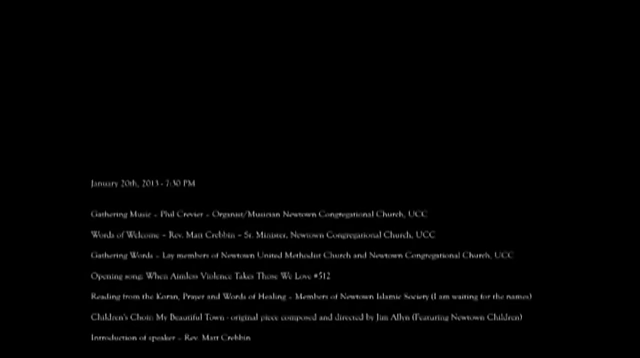 January 20th, 2013 - 7:30 PM
Gathering Music – Phil Crevier – Organist/Musician Newtown Congregational Church, UCC
Words of Welcome – Rev. Matt Crebbin – Sr. Minister, Newtown Congregational Church, UCC
Gathering Words – Lay members of Newtown United Methodist Church and Newtown Congregational Church, UCC
Opening song: When Aimless Violence Takes Those We Love #512
Reading from the Koran, Prayer and Words of Healing – Members of Newtown Islamic Society (I am waiting for the names)
Children's Choir: My Beautiful Town - original piece composed and directed by Jim Allyn (Featuring Newtown Children)
Introduction of speaker – Rev. Matt Crebbin